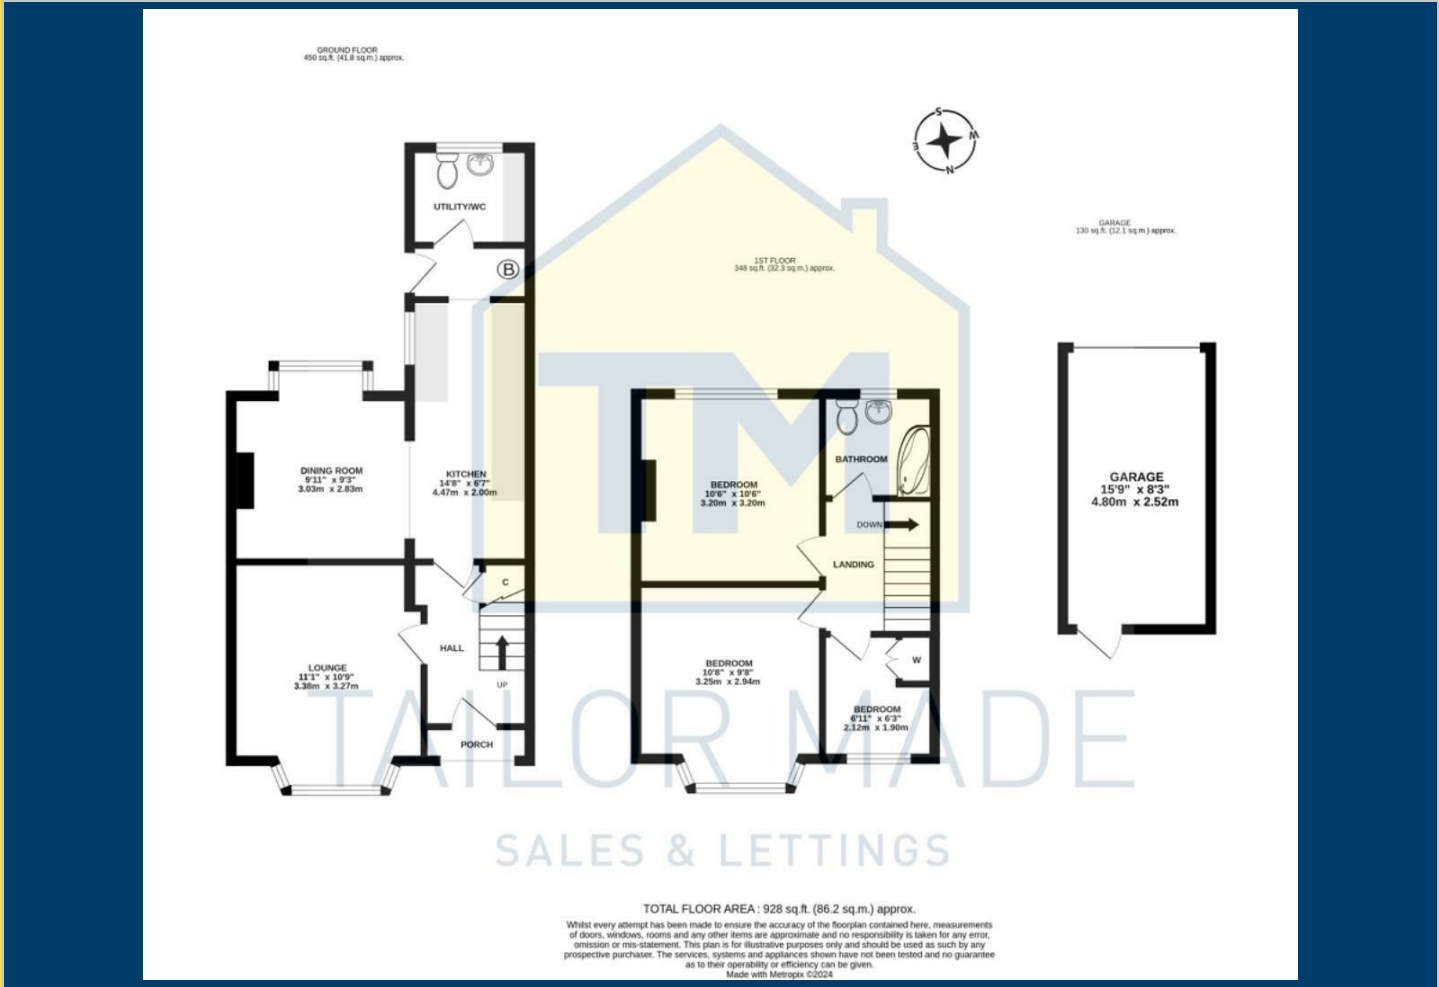 GROUND FLOOR
450 sq.ft. (41.8 sq.m.) approx.
UTILITY/WC
B
DINING ROOM
9'11" x 9'3"
3.03m x 2.83m
KITCHEN
14'8" x 6'7"
4.47m x 2.00m
C
HALL
LOUNGE
11'1" x 10'9"
3.38m x 3.27m
UP
PORCH
1ST FLOOR
348 sq.ft. (32.3 sq.m.) approx.
BATHROOM
BEDROOM
10'6" x 10'6"
3.20m x 3.20m
DOWN
LANDING
BEDROOM
10'8" x 9'8"
3.25m x 2.94m
W
BEDROOM
6'11" x 6'3"
2.12m x 1.90m
S
W
E
N
GARAGE
130 sq.ft. (12.1 sq.m.) approx.
GARAGE
15'9" x 8'3"
4.80m x 2.52m
TM
TAILOR MADE
SALES & LETTINGS
TOTAL FLOOR AREA : 928 sq.ft. (86.2 sq.m.) approx.
Whilst every attempt has been made to ensure the accuracy of the floorplan contained here, measurements
of doors, windows, rooms and any other items are approximate and no responsibility is taken for any error,
omission or mis-statement. This plan is for illustrative purposes only and should be used as such by any
prospective purchaser. The services, systems and appliances shown have not been tested and no guarantee
as to their operability or efficiency can be given.
Made with Metropix ©2024